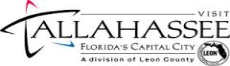 VISIT
TALLAHASSEE
FLORIDA'S CAPITAL CITY
A division of Leon County
LEON